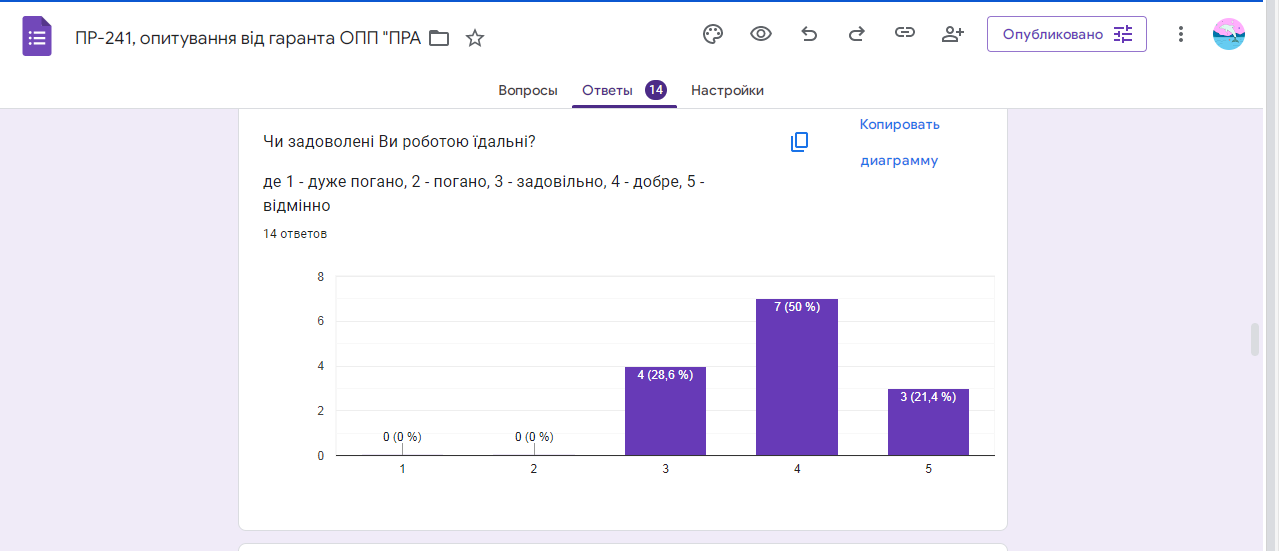 ПР-241, опитування від гаранта ОПП "ПРА
Опубликовано
Вопросы Ответы 14 Настройки
Чи задоволені Ви роботою їдальні?
Копировать
диаграмму
де 1 - дуже погано, 2 - погано, 3 - задовільно, 4 - добре, 5 -
відмінно
14 ответов
8
6
4
2
0
0 (0 %)
0 (0 %)
4 (28,6 %)
7 (50 %)
3 (21,4 %)
1 2 3 4 5